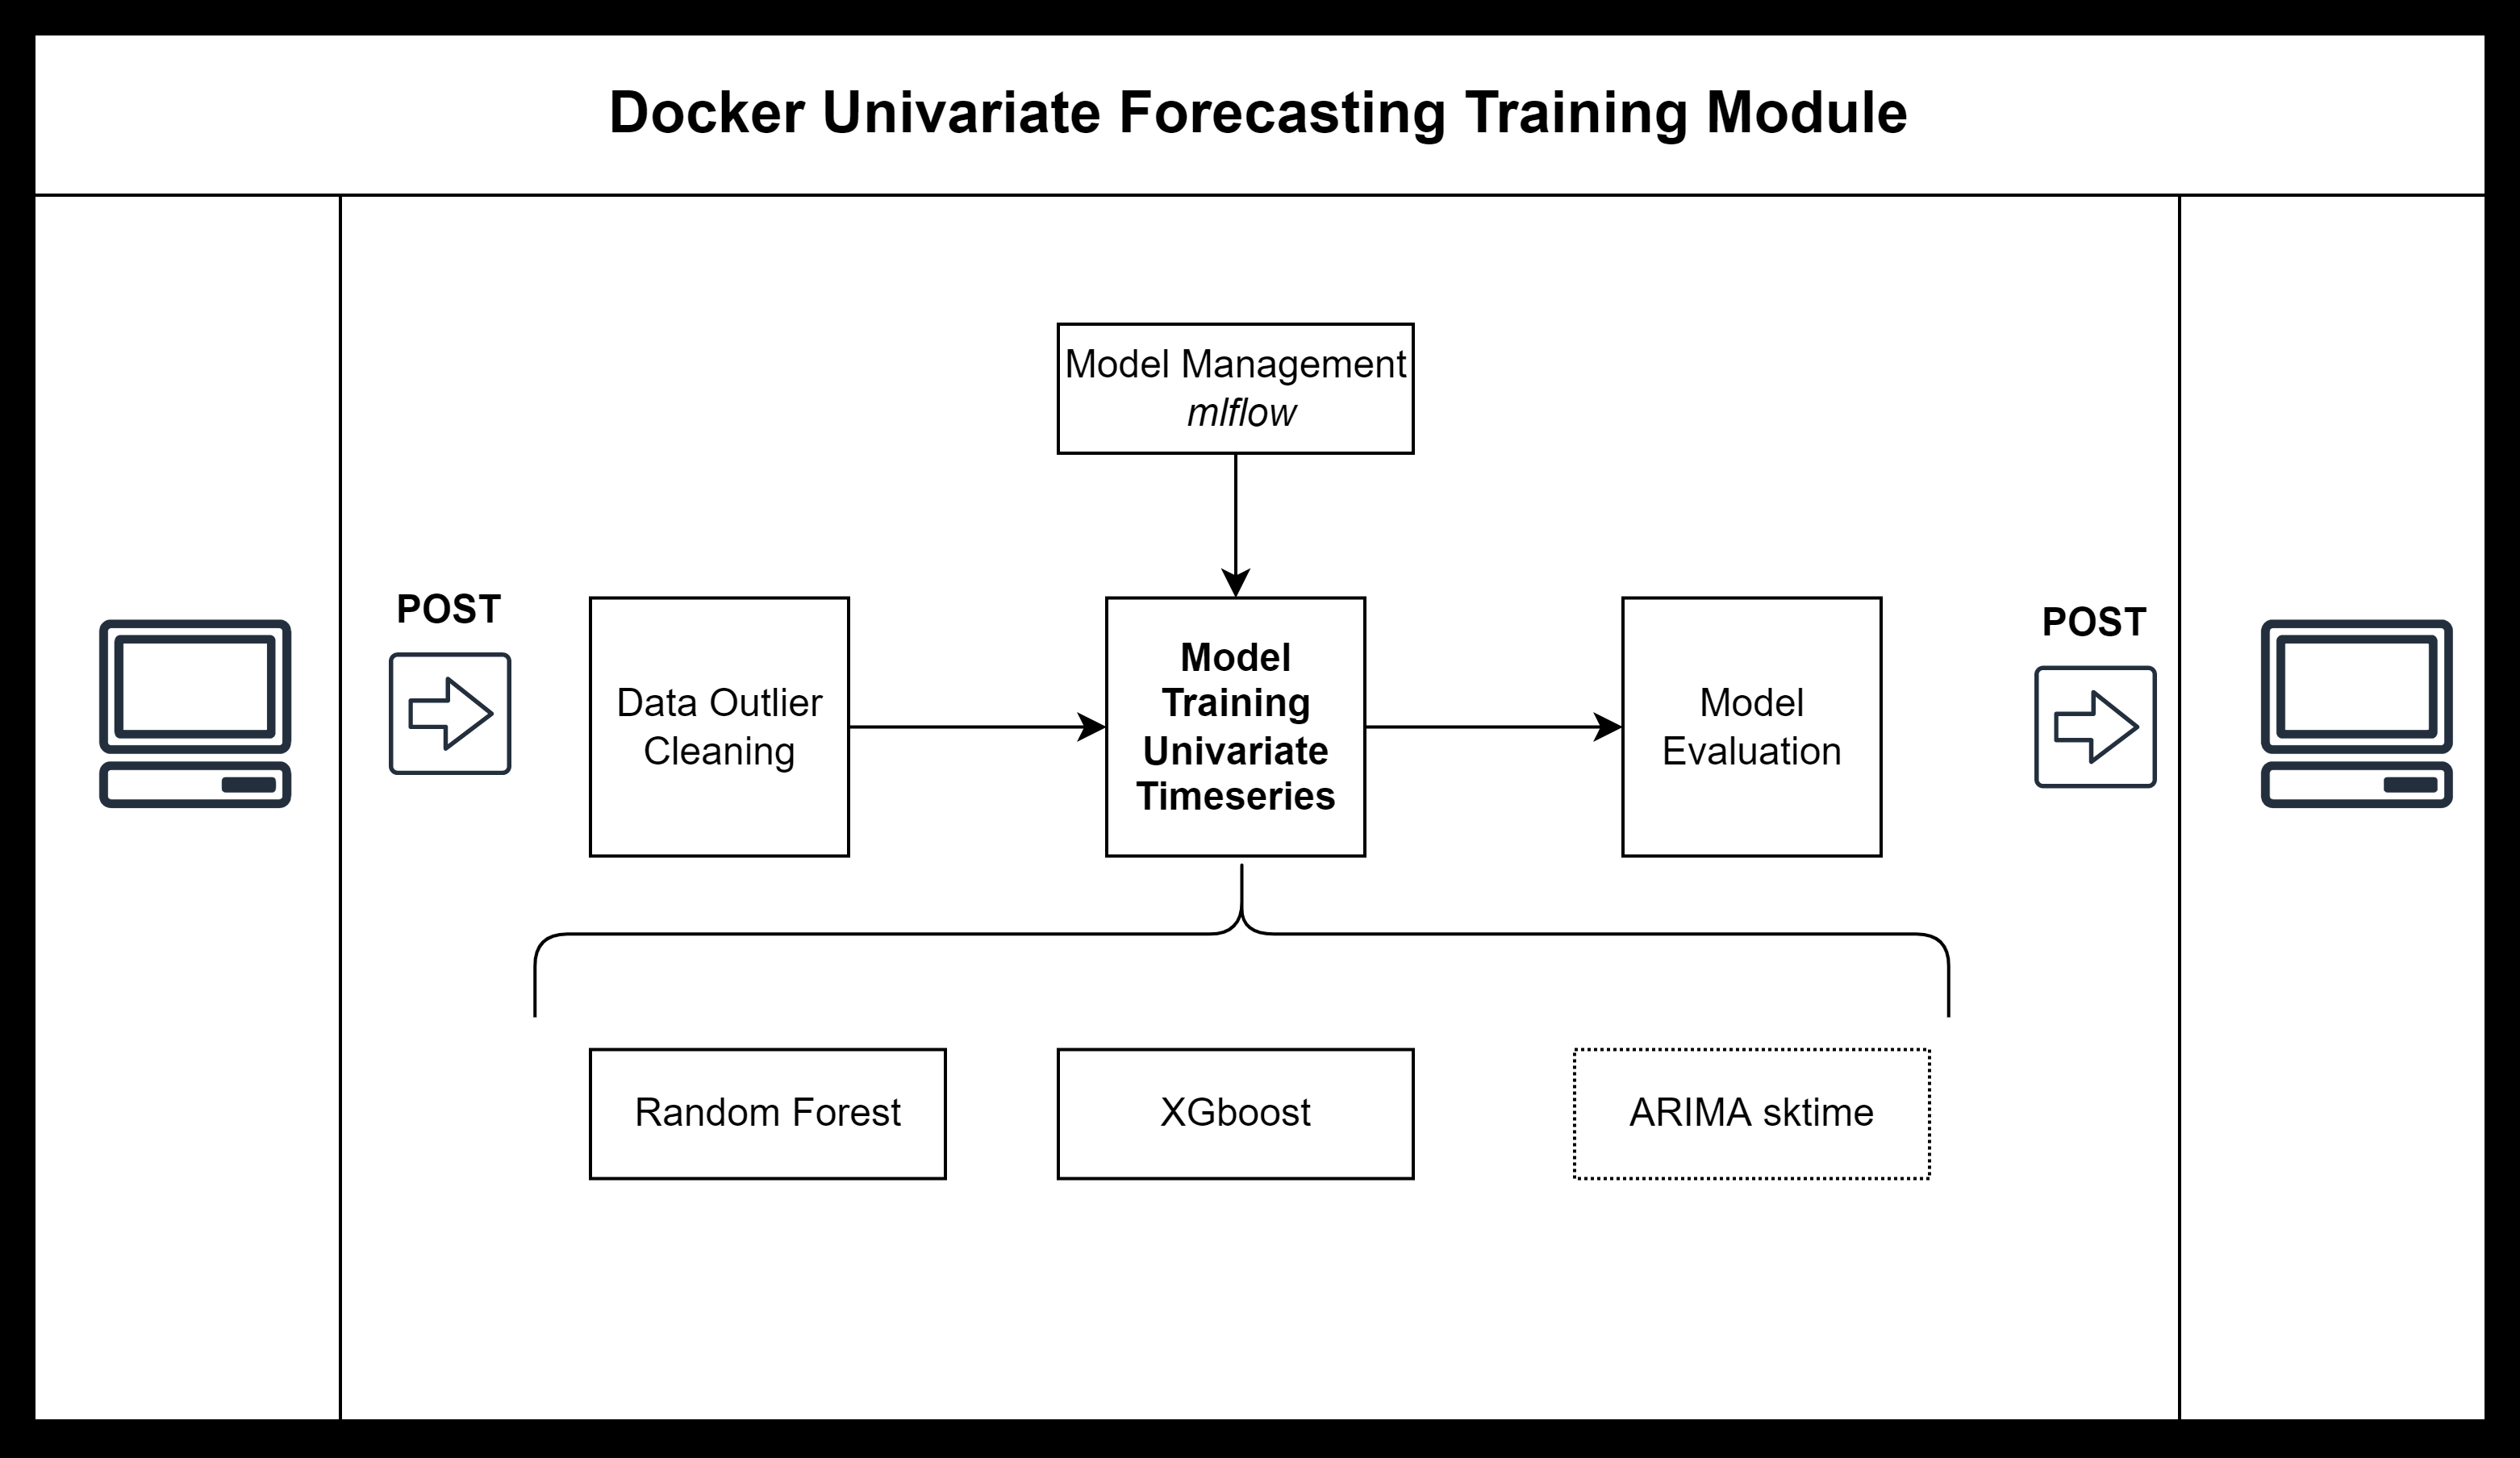 Docker Univariate Forecasting Training Module
Model Management
mlflow
POST
Data Outlier
Cleaning
Model
Training
Univariate
Timeseries
Model
Evaluation
POST
Random Forest
XGboost
ARIMA sktime